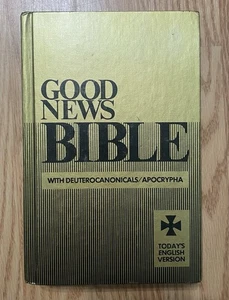 GOOD
NEWS
BIBLE
WITH DEUTEROCANONICALS/APOCRYPHA
TODAY'S
ENGLISH
VERSION